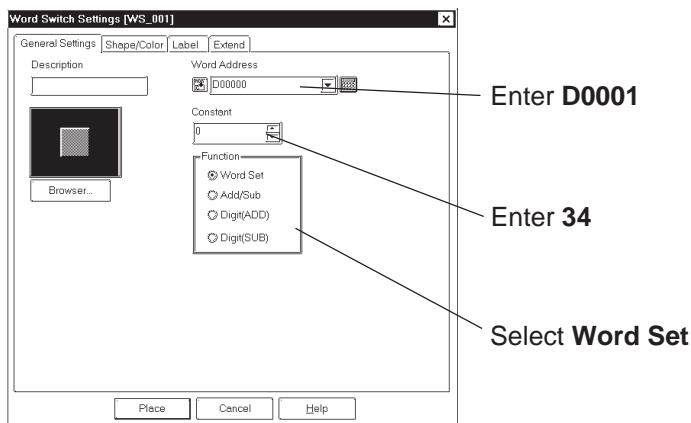 Word Switch Settings [WS_001]
General Settings Shape/Color Label Extend
Description Word Address
D00000
Constant
0
Function
Word Set
Add/Sub
Digit(ADD)
Digit(SUB)
Browser...
Place Cancel Help
Enter D0001
Enter 34
Select Word Set